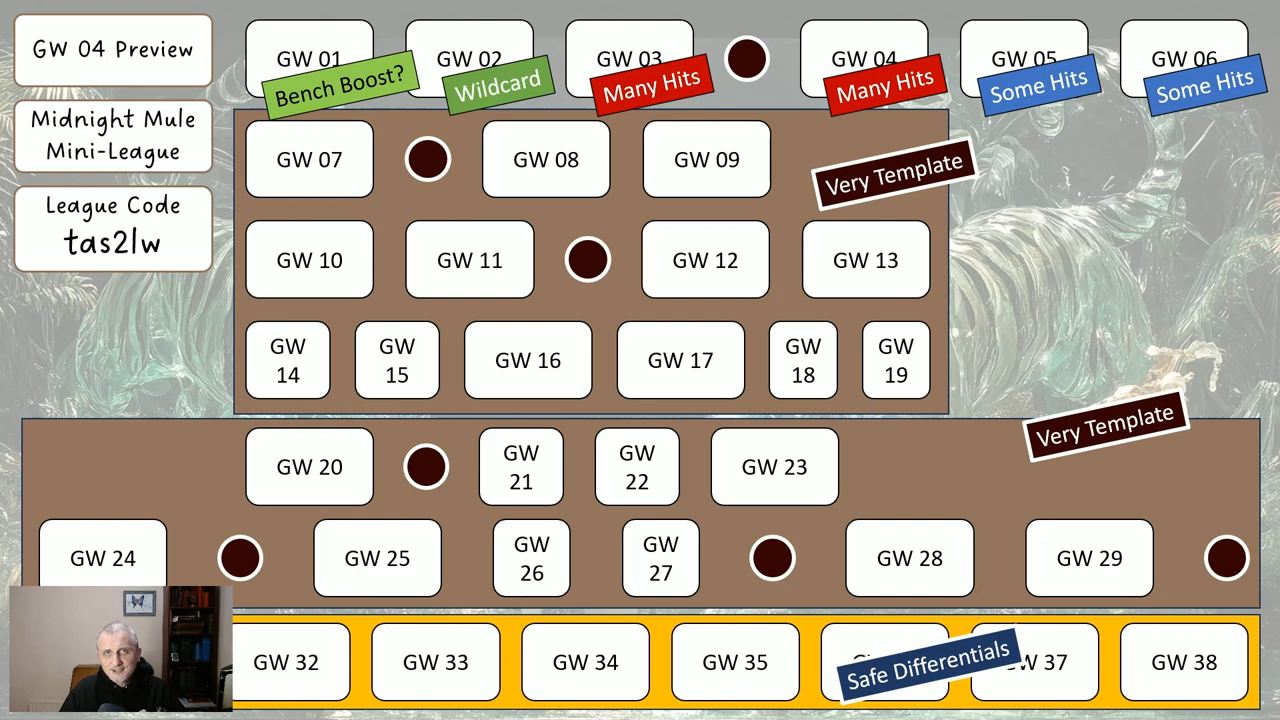 GW 04 Preview
Midnight Mule
Mini-League
League Code
tas2lw
GW 01
GW 02
GW 03
GW 04
GW 05
GW 06
Bench Boost?
Wildcard
Many Hits
Many Hits
Some Hits
Some Hits
GW 07
GW 08
GW 09
Very Template
GW 10
GW 11
GW 12
GW 13
GW
14
GW
15
GW 16
GW 17
GW
18
GW
19
Very Template
GW 20
GW
21
GW
22
GW 23
GW 24
GW 25
GW
26
GW
27
GW 28
GW 29
GW 32
GW 33
GW 34
GW 35
Safe Differentials
37
GW 38